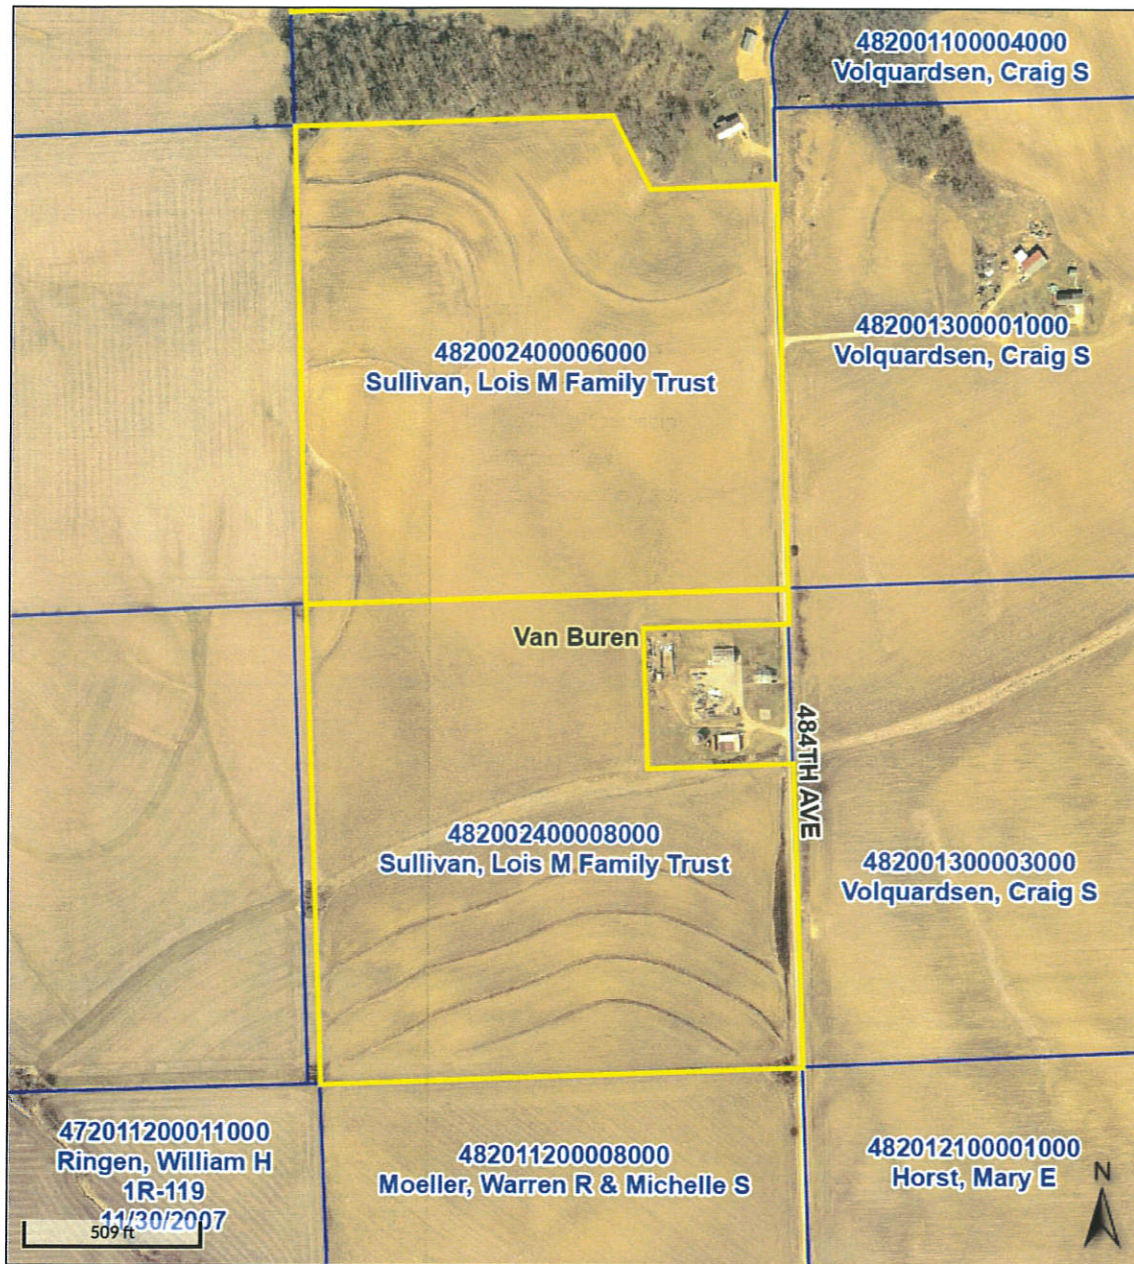 482001100004000
Volquardsen, Craig S
482001300001000
Volquardsen, Craig S
482002400006000
Sullivan, Lois M Family Trust
Van Buren
484TH AVE
482002400008000
Sullivan, Lois M Family Trust
482001300003000
Volquardsen, Craig S
472011200011000
Ringen, William H
1R-119
11/30/2007
509 ft
482011200008000
Moeller, Warren R & Michelle S
482012100001000
Horst, Mary E
N